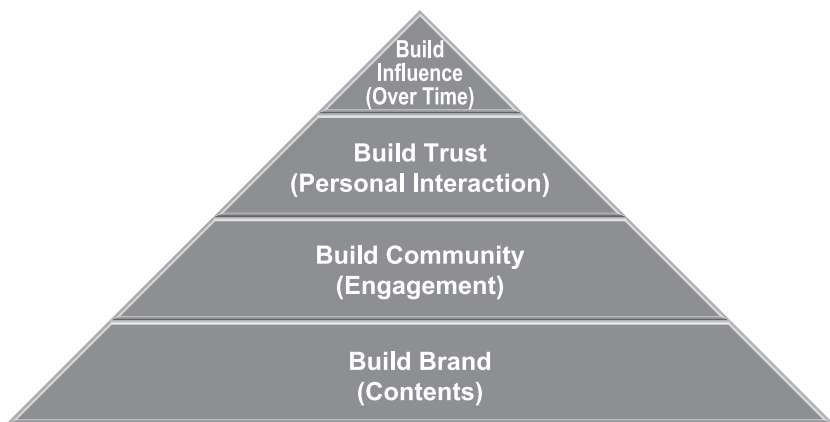 Build
Influence
(Over Time)
Build Trust
(Personal Interaction)
Build Community
(Engagement)
Build Brand
(Contents)